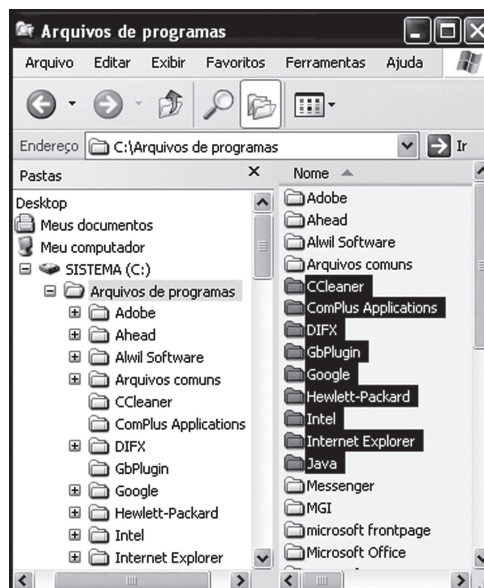 Arquivos de programas
Arquivo Editar Exibir Favoritos Ferramentas Ajuda
Endereço C:\Arquivos de programas Ir
Pastas
Desktop
Meus documentos
Meu computador
SISTEMA (C:)
Arquivos de programas
Adobe
Ahead
Alwil Software
Arquivos comuns
CCleaner
ComPlus Applications
DIFX
GbPlugin
Google
Hewlett-Packard
Intel
Internet Explorer
Nome
Adobe
Ahead
Alwil Software
Arquivos comuns
CCleaner
ComPlus Applications
DIFX
GbPlugin
Google
Hewlett-Packard
Intel
Internet Explorer
Java
Messenger
MGI
microsoft frontpage
Microsoft Office